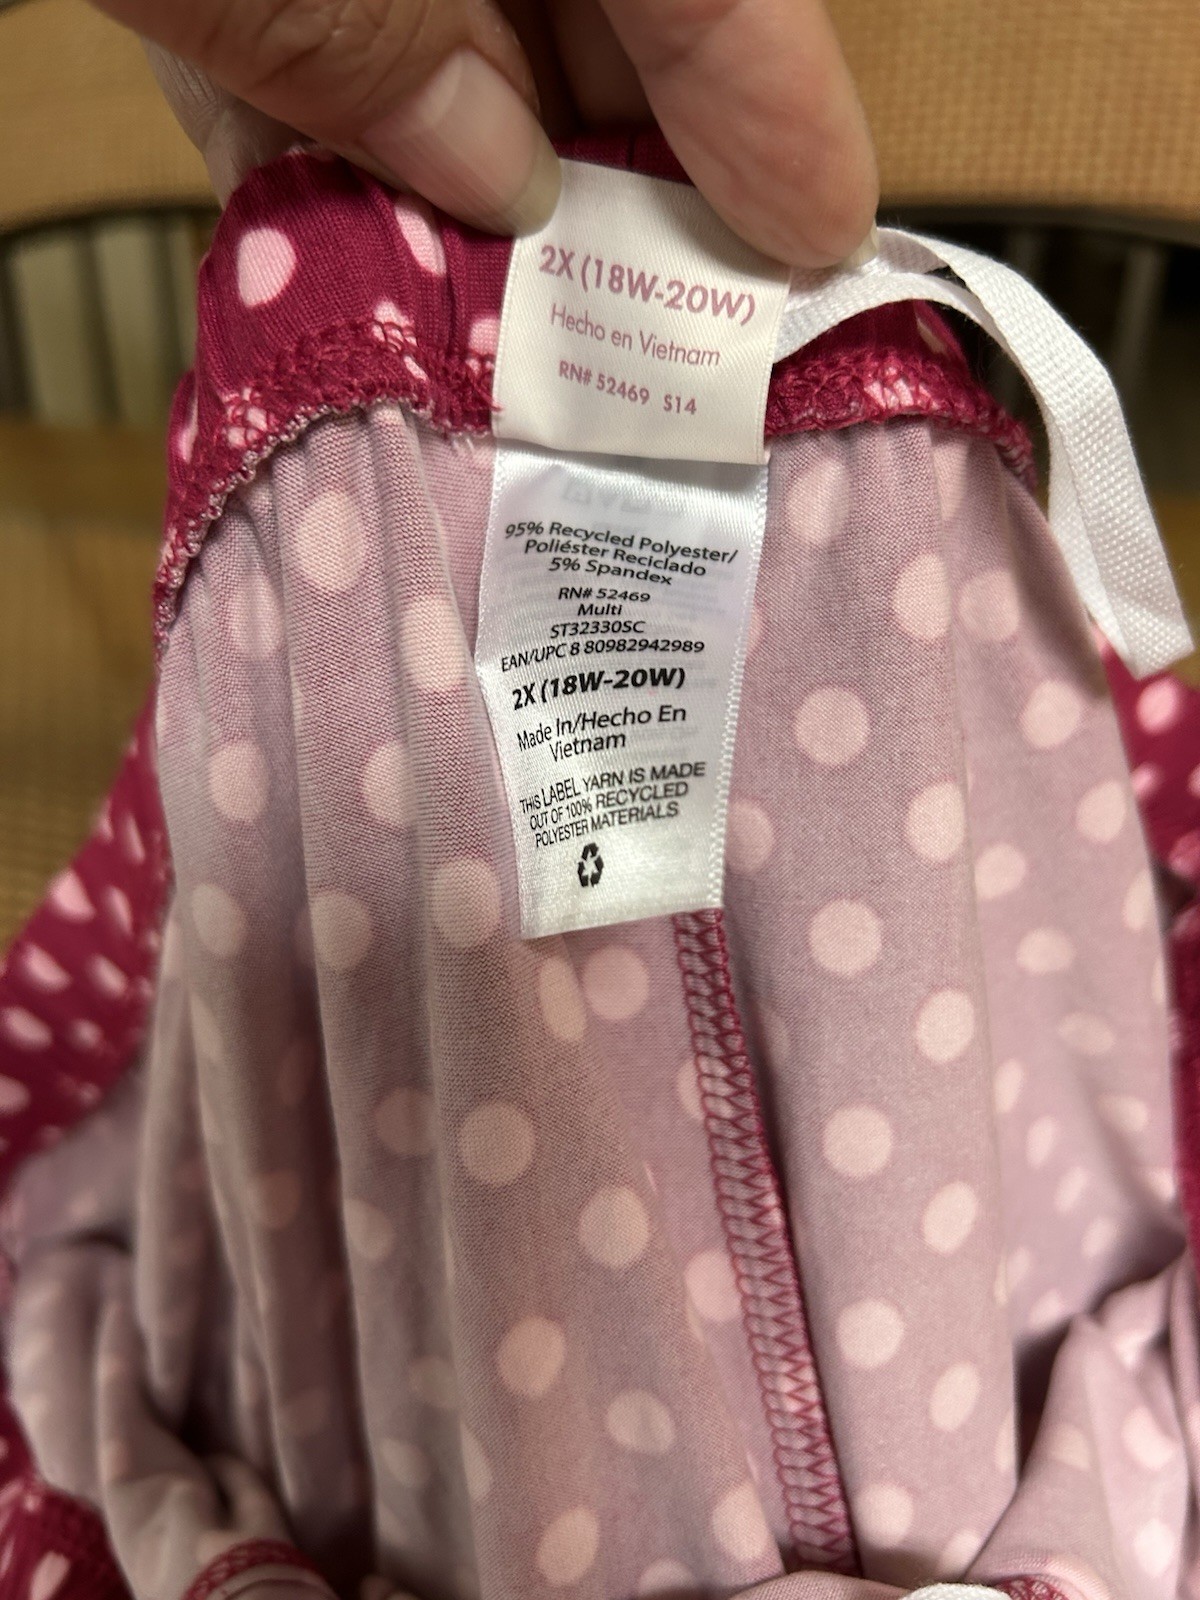 2X (18W-20W)
Hecho en Vietnam
RN# 52469 S14
95% Recycled Polyester/
Poliéster Reciclado
5% Spandex
RN# 52469
Multi
ST32330SC
EAN/UPC 8 80982942989
2X (18W-20W)
Made In/Hecho En
Vietnam
THIS LABEL YARN IS MADE
OUT OF 100% RECYCLED
POLYESTER MATERIALS